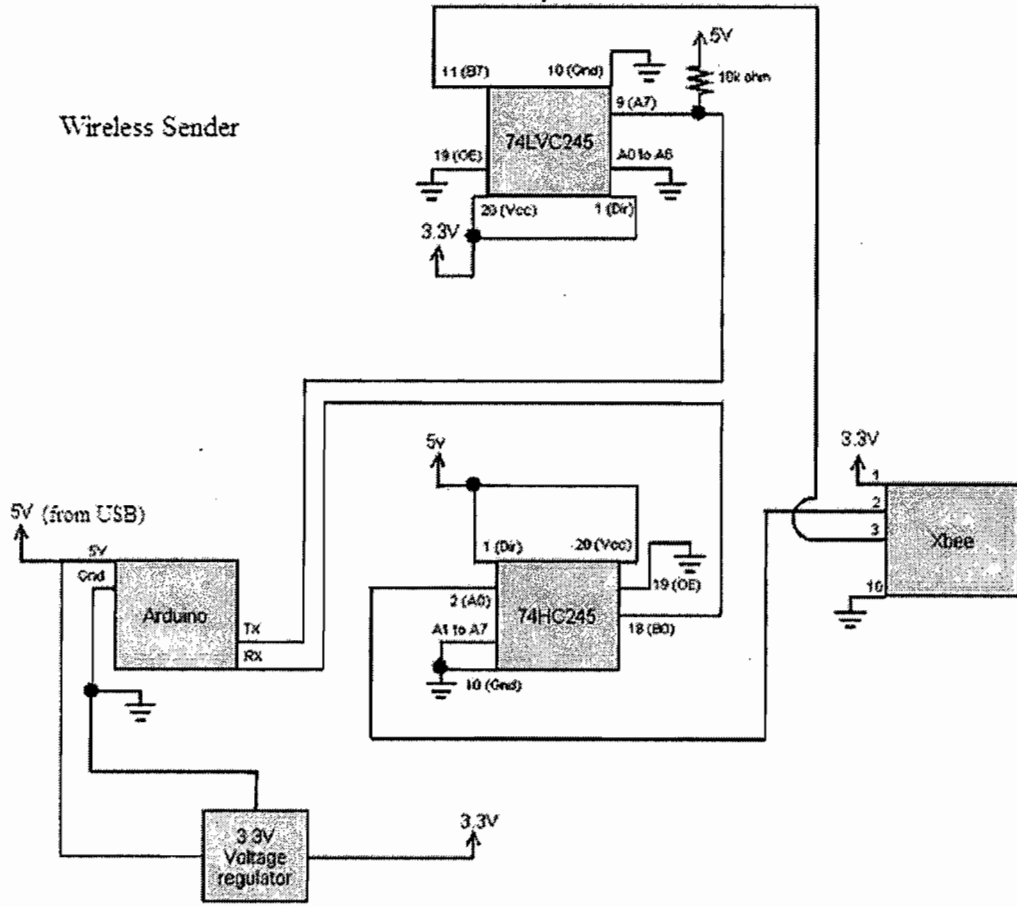 5V
11 (B7)
10 (Gnd)
10k ohm
9 (A7)
Wireless Sender
74LVC245
19 (OE)
A0 to A6
20 (Vcc)
1 (Dir)
3.3V
5v
3.3V
1
2
5V (from USB)
3
Xbee
5V
1 (Dir)
20 (Vcc)
Gnd
19 (OE)
10
2 (A0)
Arduino
74HC245
TX
A1 to A7
18 (B0)
RX
10 (Gnd)
3.3V
3.3V
Voltage
regulator